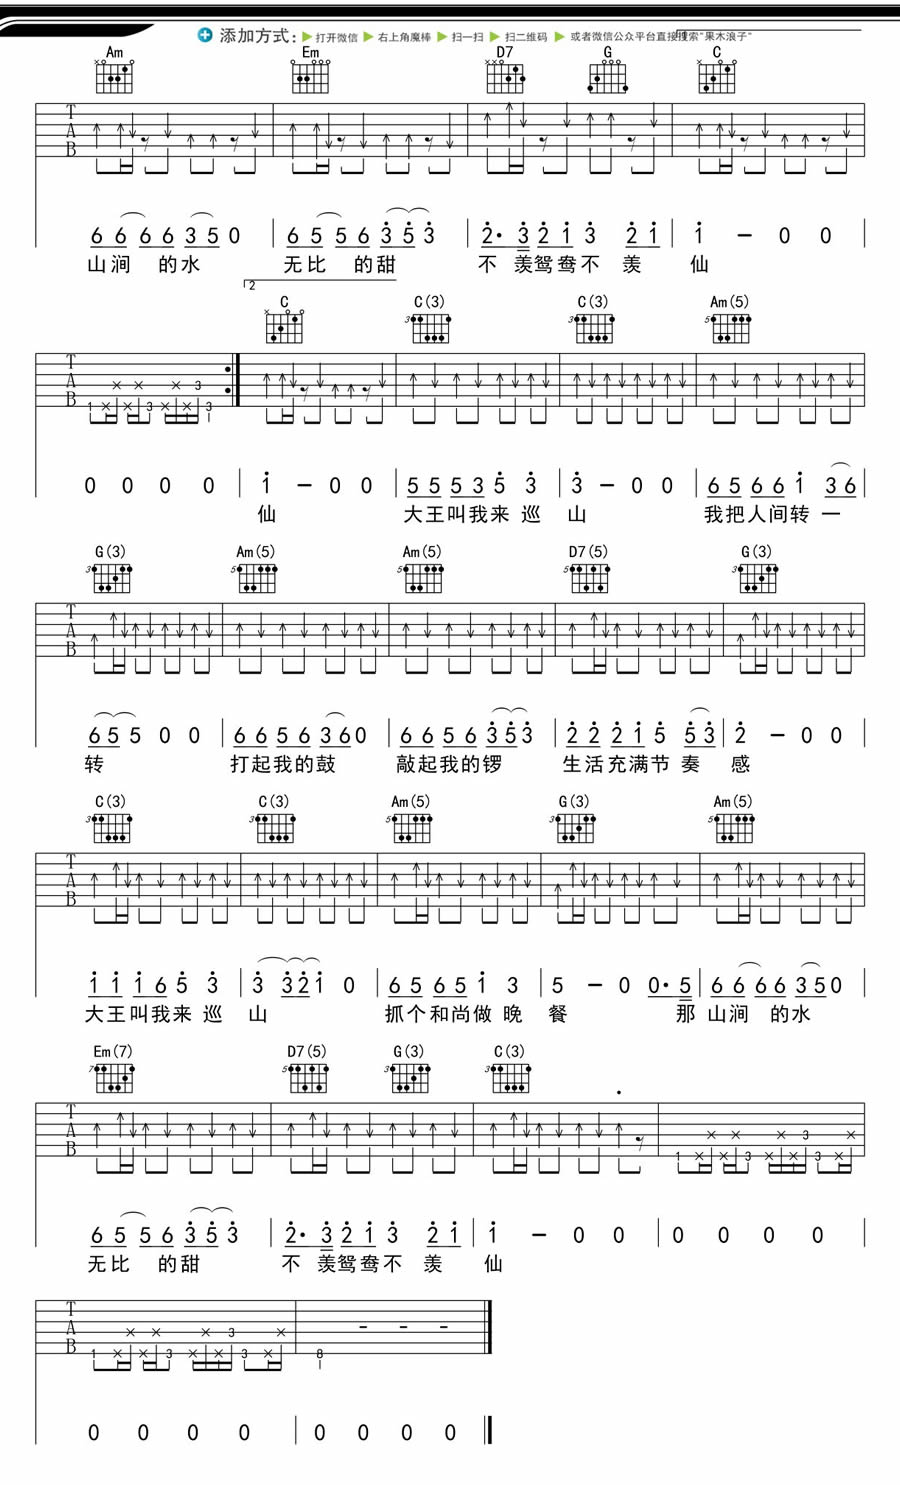 添加方式: 打开微信 右上角魔棒 扫一扫 扫二维码 或者微信公众平台直接搜索"果木浪子"
Am Em D7 G C
6 6 6 6 3 5 0 6 5 5 6 3 5 3 2· 3 2 1 3 2 1 1 — 0 0
山涧 的水 无比 的甜 不 羡鸳鸯不 羡 仙
2
C C(3) C(3) Am(5)
0 0 0 0 1 — 0 0 5 5 5 3 5 3 3 — 0 0 6 5 6 6 1 3 6
仙 大王叫我来 巡 山 我把人间转 一
G(3) Am(5) Am(5) D7(5) G(3)
6 5 5 0 0 6 6 5 6 3 6 0 6 6 5 6 3 5 3 2 2 2 1 5 5 3 2 — 0 0
转 打起我的鼓 敲起我的锣 生活充满节 奏 感
C(3) C(3) Am(5) G(3) Am(5)
1 1 1 6 5 3 3 3 2 1 0 6 5 6 5 1 3 5 — 0 0· 5 6 6 6 6 3 5 0
大王叫我来 巡 山 抓个和尚做 晚 餐 那 山涧 的水
Em(7) D7(5) G(3) C(3)
6 5 5 6 3 5 3 2· 3 2 1 3 2 1 1 — 0 0 0 0 0 0
无比 的甜 不 羡鸳鸯不 羡 仙
0 0 0 0 0 0 0 0